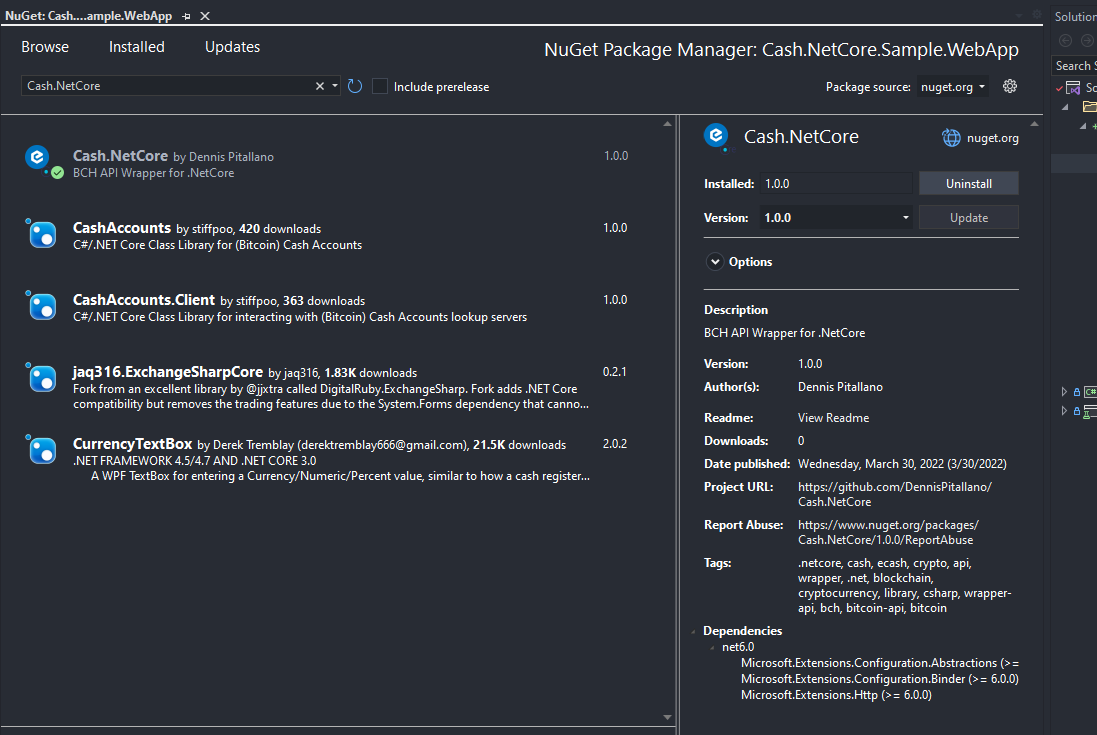 NuGet: Cash....ample.WebApp
Solution
Browse
Installed
Updates
NuGet Package Manager: Cash.NetCore.Sample.WebApp
Cash.NetCore
Include prerelease
Package source:
nuget.org
Search S
Cash.NetCore by Dennis Pitallano
1.0.0
BCH API Wrapper for .NetCore
CashAccounts by stiffpoo, 420 downloads
1.0.0
C#/.NET Core Class Library for (Bitcoin) Cash Accounts
CashAccounts.Client by stiffpoo, 363 downloads
1.0.0
C#/.NET Core Class Library for interacting with (Bitcoin) Cash Accounts lookup servers
jaq316.ExchangeSharpCore by jaq316, 1.83K downloads
0.2.1
Fork from an excellent library by @jjxtra called DigitalRuby.ExchangeSharp. Fork adds .NET Core
compatibility but removes the trading features due to the System.Forms dependency that canno...
CurrencyTextBox by Derek Tremblay (derektremblay666@gmail.com), 21.5K downloads
2.0.2
.NET FRAMEWORK 4.5/4.7 AND .NET CORE 3.0
A WPF TextBox for entering a Currency/Numeric/Percent value, similar to how a cash register...
Cash.NetCore
nuget.org
Installed: 1.0.0
Uninstall
Version: 1.0.0
Update
Options
Description
BCH API Wrapper for .NetCore
Version: 1.0.0
Author(s): Dennis Pitallano
Readme: View Readme
Downloads: 0
Date published: Wednesday, March 30, 2022 (3/30/2022)
Project URL: https://github.com/DennisPitallano/
Cash.NetCore
Report Abuse: https://www.nuget.org/packages/
Cash.NetCore/1.0.0/ReportAbuse
Tags: .netcore, cash, ecash, crypto, api,
wrapper, .net, blockchain,
cryptocurrency, library, csharp, wrapper-
api, bch, bitcoin-api, bitcoin
Dependencies
net6.0
Microsoft.Extensions.Configuration.Abstractions (>=
Microsoft.Extensions.Configuration.Binder (>= 6.0.0)
Microsoft.Extensions.Http (>= 6.0.0)
So
C#